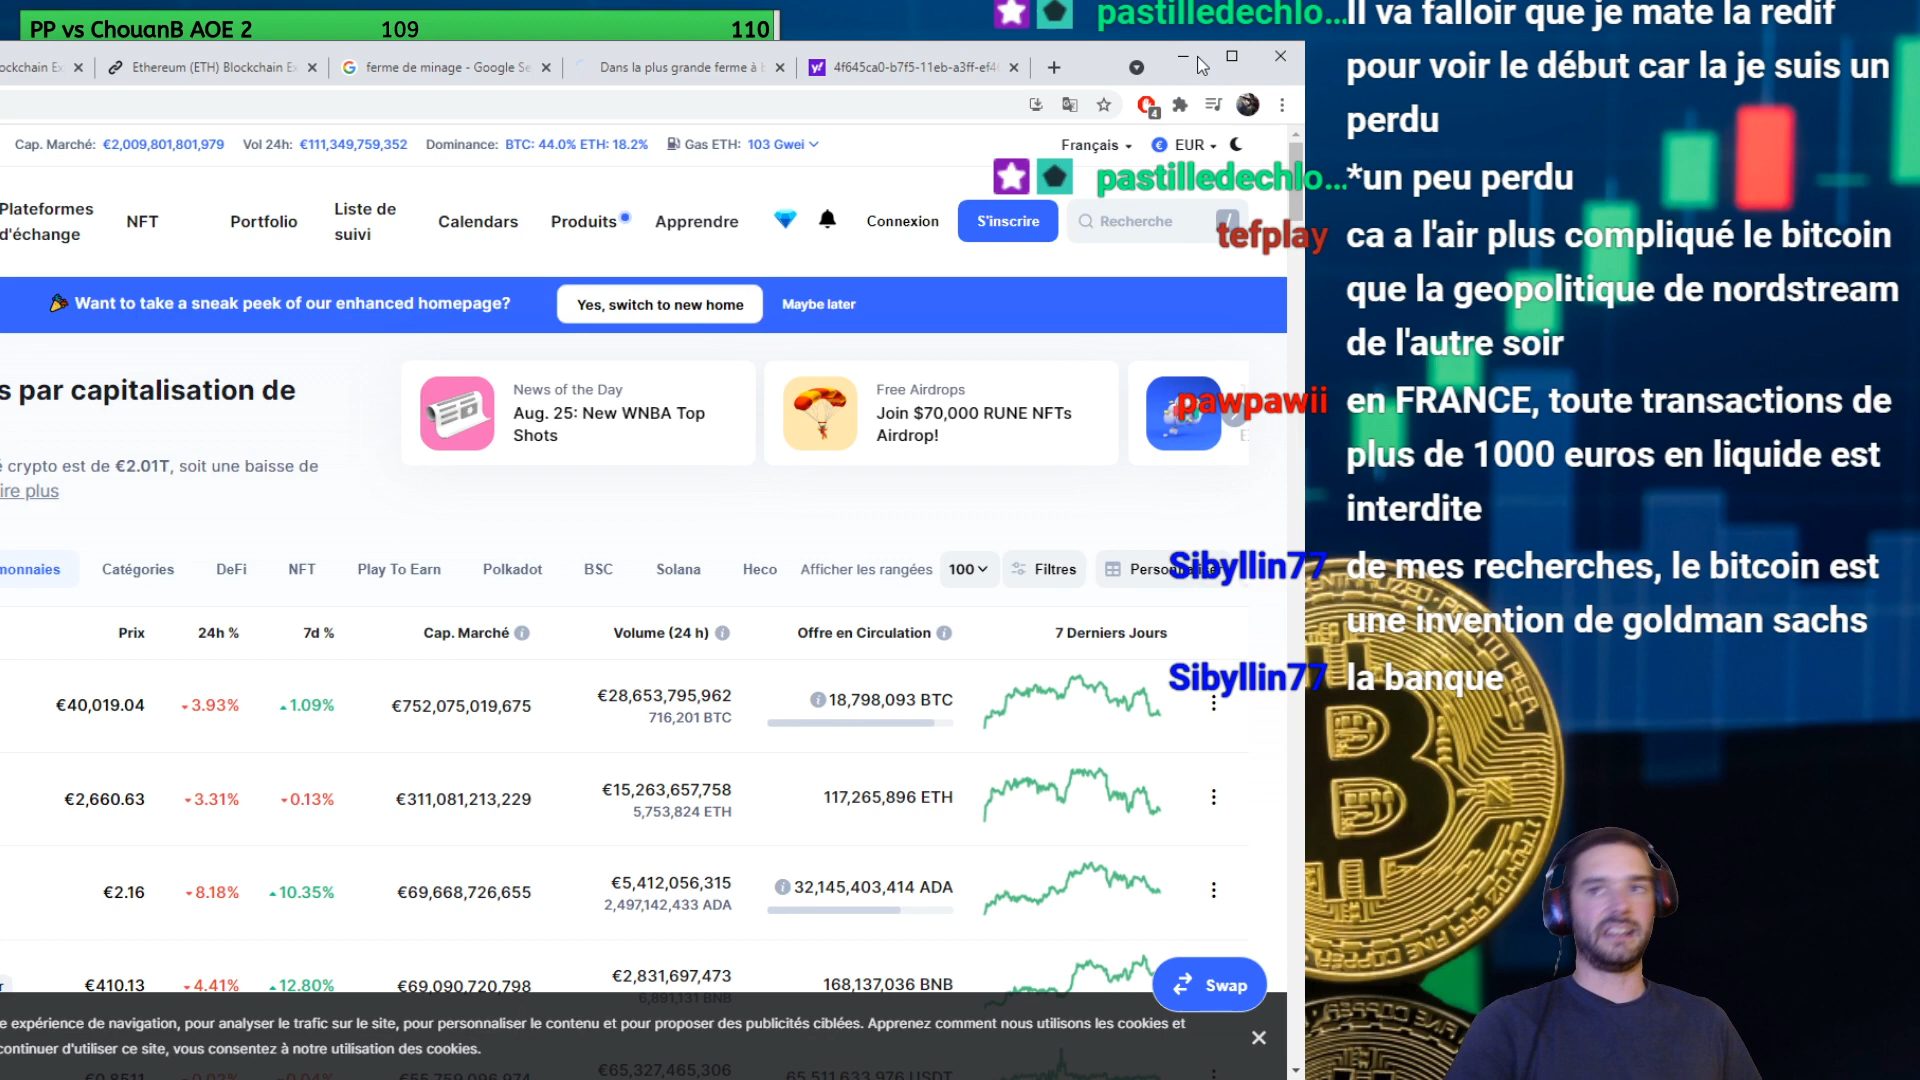 PP vs ChouanB AOE 2 109 110
ockchain Ex
Ethereum (ETH) Blockchain Ex
ferme de minage - Google Se
Dans la plus grande ferme à b
4f645ca0-b7f5-11eb-a3ff-ef4
4
Cap. Marché: €2,009,801,801,979 Vol 24h: €111,349,759,352 Dominance: BTC: 44.0% ETH: 18.2% Gas ETH: 103 Gwei
Français EUR
Plateformes
d'échange
NFT
Portfolio
Liste de
suivi
Calendars
Produits
Apprendre
Connexion
S'inscrire
Recherche
/
Want to take a sneak peek of our enhanced homepage?
Yes, switch to new home
Maybe later
s par capitalisation de
é crypto est de €2.01T, soit une baisse de
ire plus
News of the Day
Aug. 25: New WNBA Top
Shots
Free Airdrops
Join $70,000 RUNE NFTs
Airdrop!
monnaies Catégories DeFi NFT Play To Earn Polkadot BSC Solana Heco Afficher les rangées 100 Filtres
Prix 24h % 7d % Cap. Marché Volume (24 h) Offre en Circulation 7 Derniers Jours
€40,019.04 3.93% 1.09% €752,075,019,675 €28,653,795,962 18,798,093 BTC
716,201 BTC
€2,660.63 3.31% 0.13% €311,081,213,229 €15,263,657,758 117,265,896 ETH
5,753,824 ETH
€2.16 8.18% 10.35% €69,668,726,655 €5,412,056,315 32,145,403,414 ADA
2,497,142,433 ADA
€410.13 4.41% 12.80% €69,090,720,798 €2,831,697,473 168,137,036 BNB
6,891,131 BNB
Swap
e expérience de navigation, pour analyser le trafic sur le site, pour personnaliser le contenu et pour proposer des publicités ciblées. Apprenez comment nous utilisons les cookies et
continuer d'utiliser ce site, vous consentez à notre utilisation des cookies.
€65,327,465,306
pastilledechlo... Il va falloir que je mate la redif
pour voir le début car la je suis un
perdu
pastilledechlo... *un peu perdu
tefplay ca a l'air plus compliqué le bitcoin
que la geopolitique de nordstream
de l'autre soir
pawpawii en FRANCE, toute transactions de
plus de 1000 euros en liquide est
interdite
Sibyllin77 de mes recherches, le bitcoin est
une invention de goldman sachs
Sibyllin77 la banque